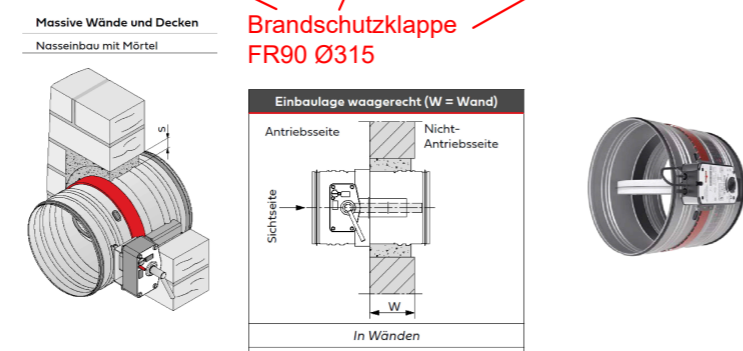 Massive Wände und Decken
Nasseinbau mit Mörtel
S
Brandschutzklappe
FR90 Ø315
Einbaulage waagerecht (W = Wand)
Antriebsseite
Nicht-
Antriebsseite
Sichtseite
W
In Wänden